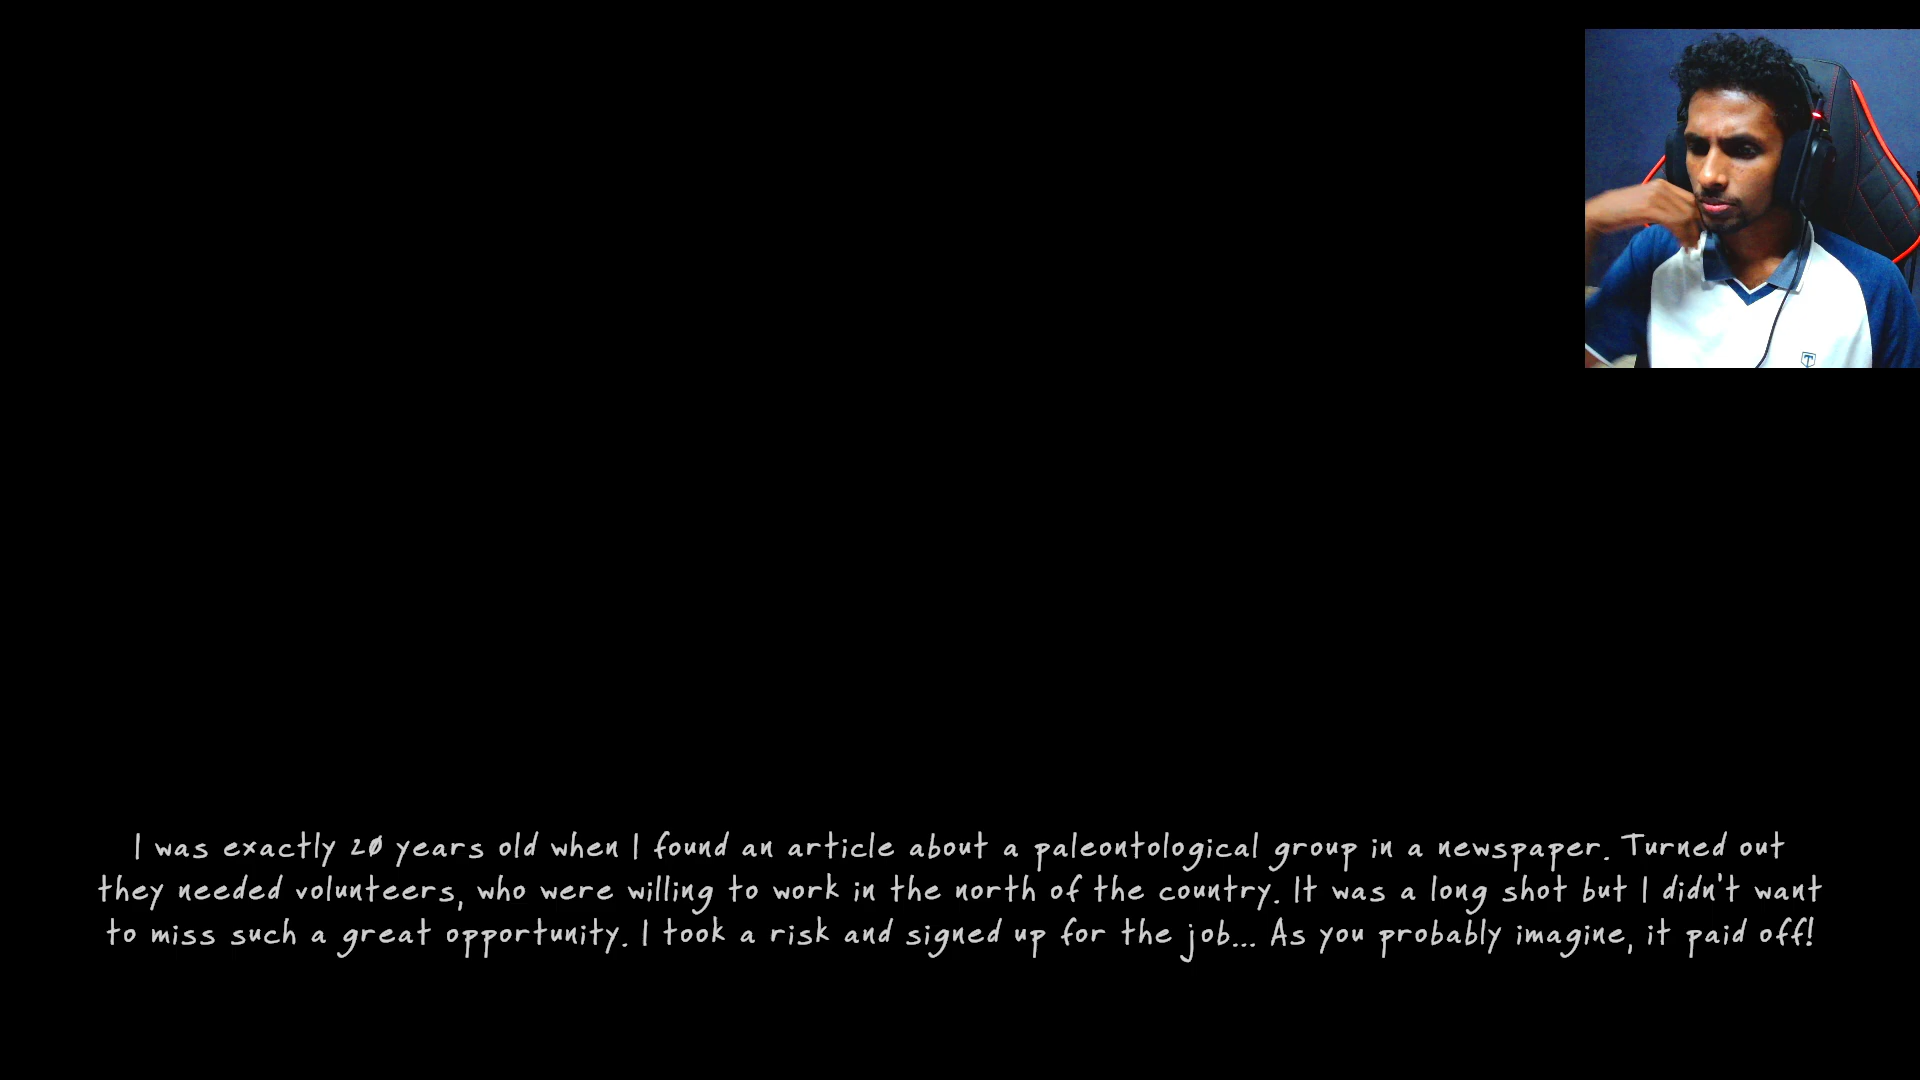 I was exactly 20 years old when I found an article about a paleontological group in a newspaper. Turned out
they needed volunteers, who were willing to work in the north of the country. It was a long shot but I didn't want
to miss such a great opportunity. I took a risk and signed up for the job... As you probably imagine, it paid off!